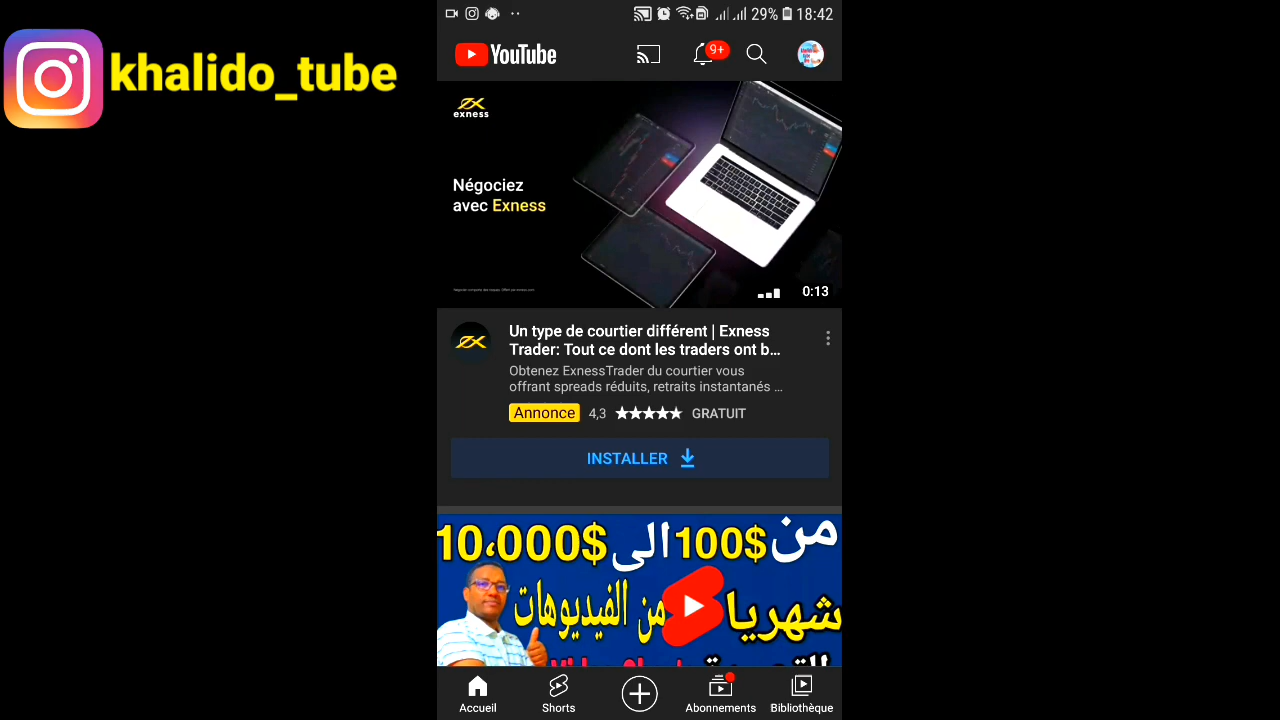 khalido_tube
29% 18:42
YouTube
9+
exness
Négociez
avec Exness
0:13
Un type de courtier différent | Exness
Trader: Tout ce dont les traders ont b...
Obtenez ExnessTrader du courtier vous
offrant spreads réduits, retraits instantanés ...
Annonce 4,3 GRATUIT
INSTALLER
من 100$ الى 10،000$
شهريا من الفيديوهات
Accueil
Shorts
Abonnements
Bibliothèque